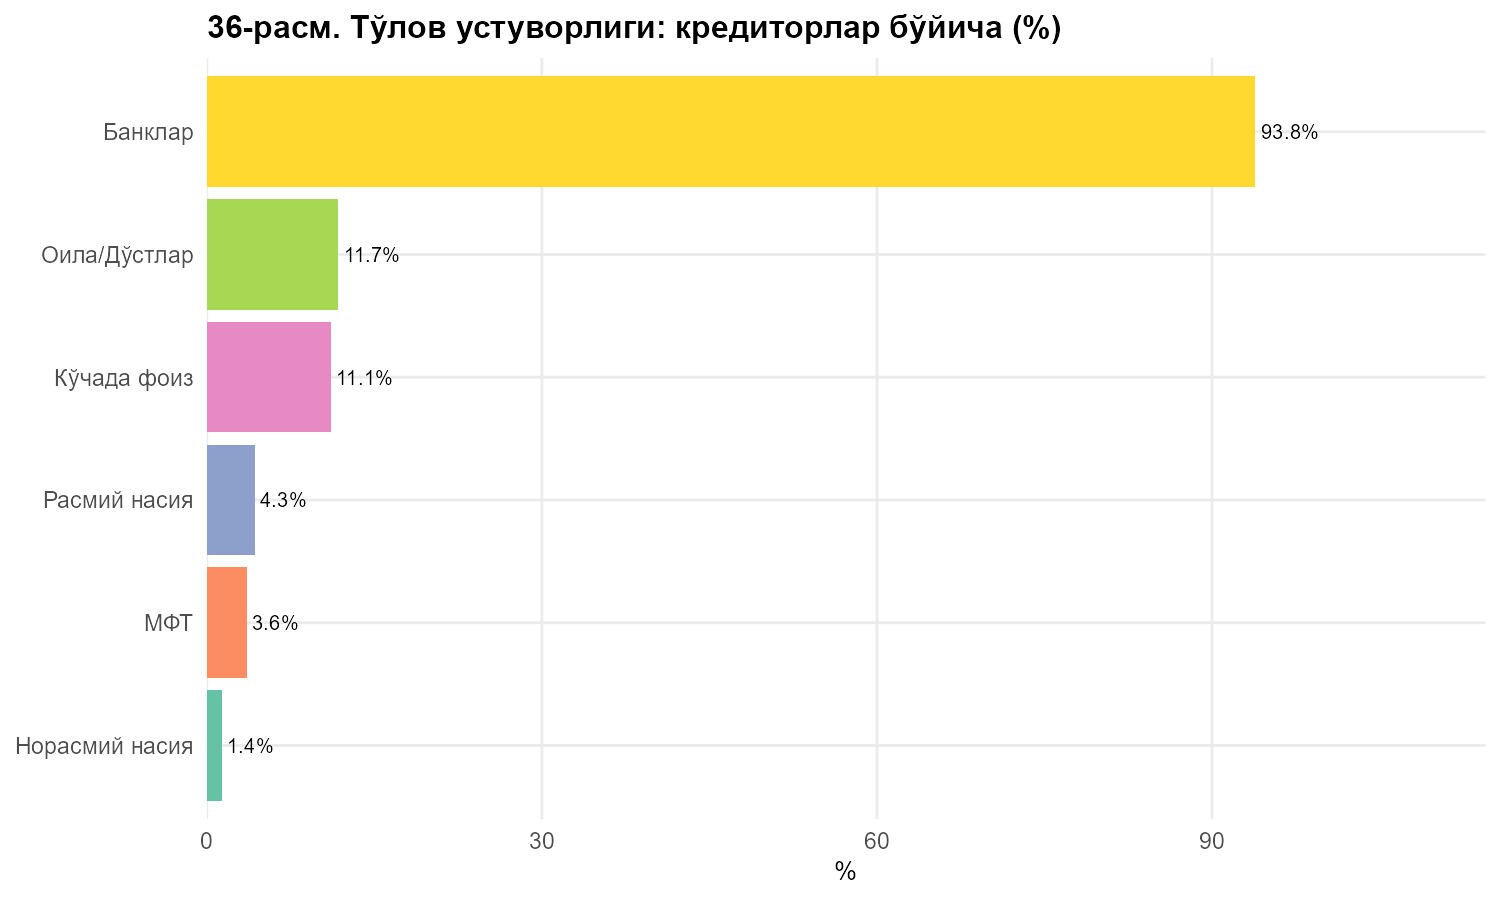 36-расм. Тўлов устуворлиги: кредиторлар бўйича (%)
Банклар
93.8%
Оила/Дўстлар
11.7%
Кўчада фоиз
11.1%
Расмий насия
4.3%
МФТ
3.6%
Норасмий насия
1.4%
0
30
60
90
%